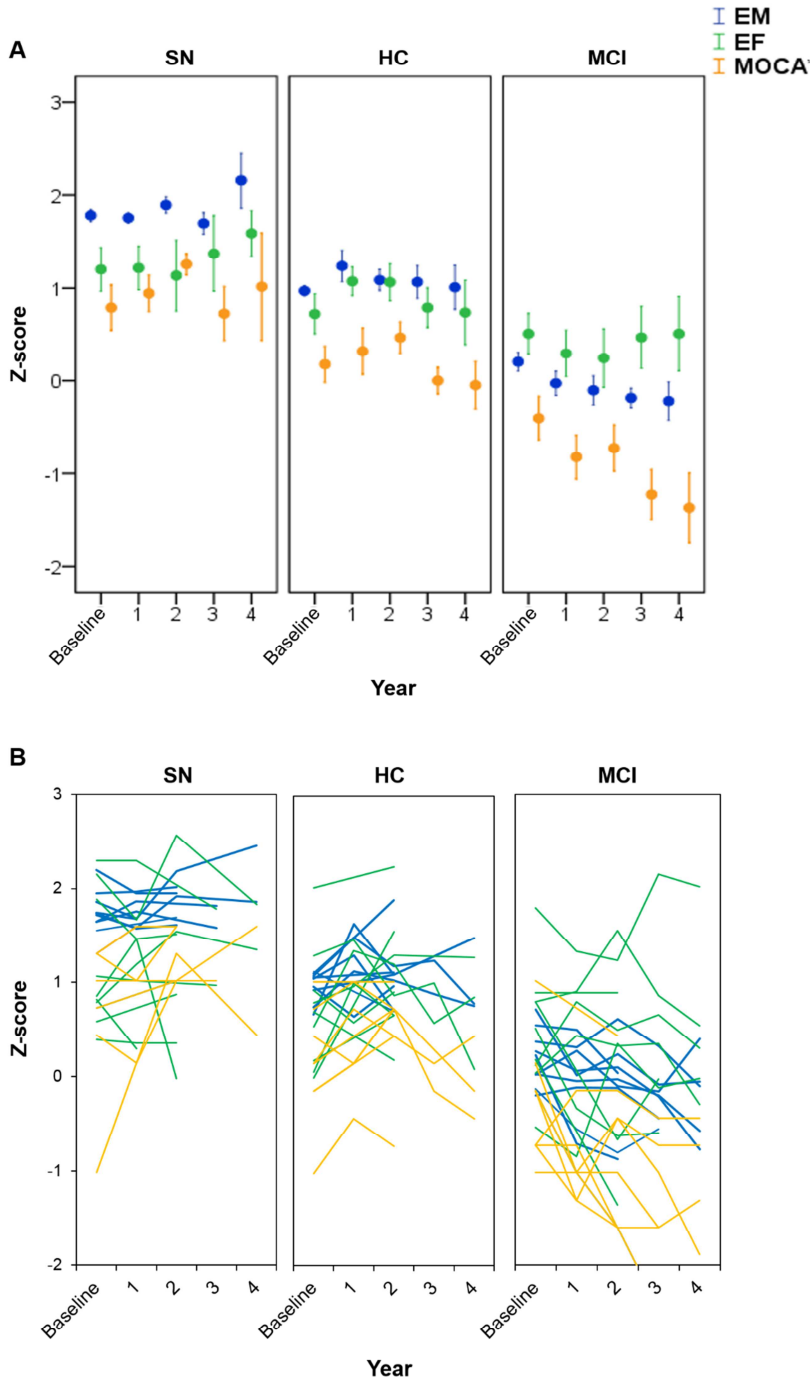 EM
EF
MOCA
A
SN HC MCI
3
2
1
0
-1
-2
Z-score
Baseline 1 2 3 4 Baseline 1 2 3 4 Baseline 1 2 3 4
Year
B
SN HC MCI
3
2
1
0
-1
-2
Z-score
Baseline 1 2 3 4 Baseline 1 2 3 4 Baseline 1 2 3 4
Year